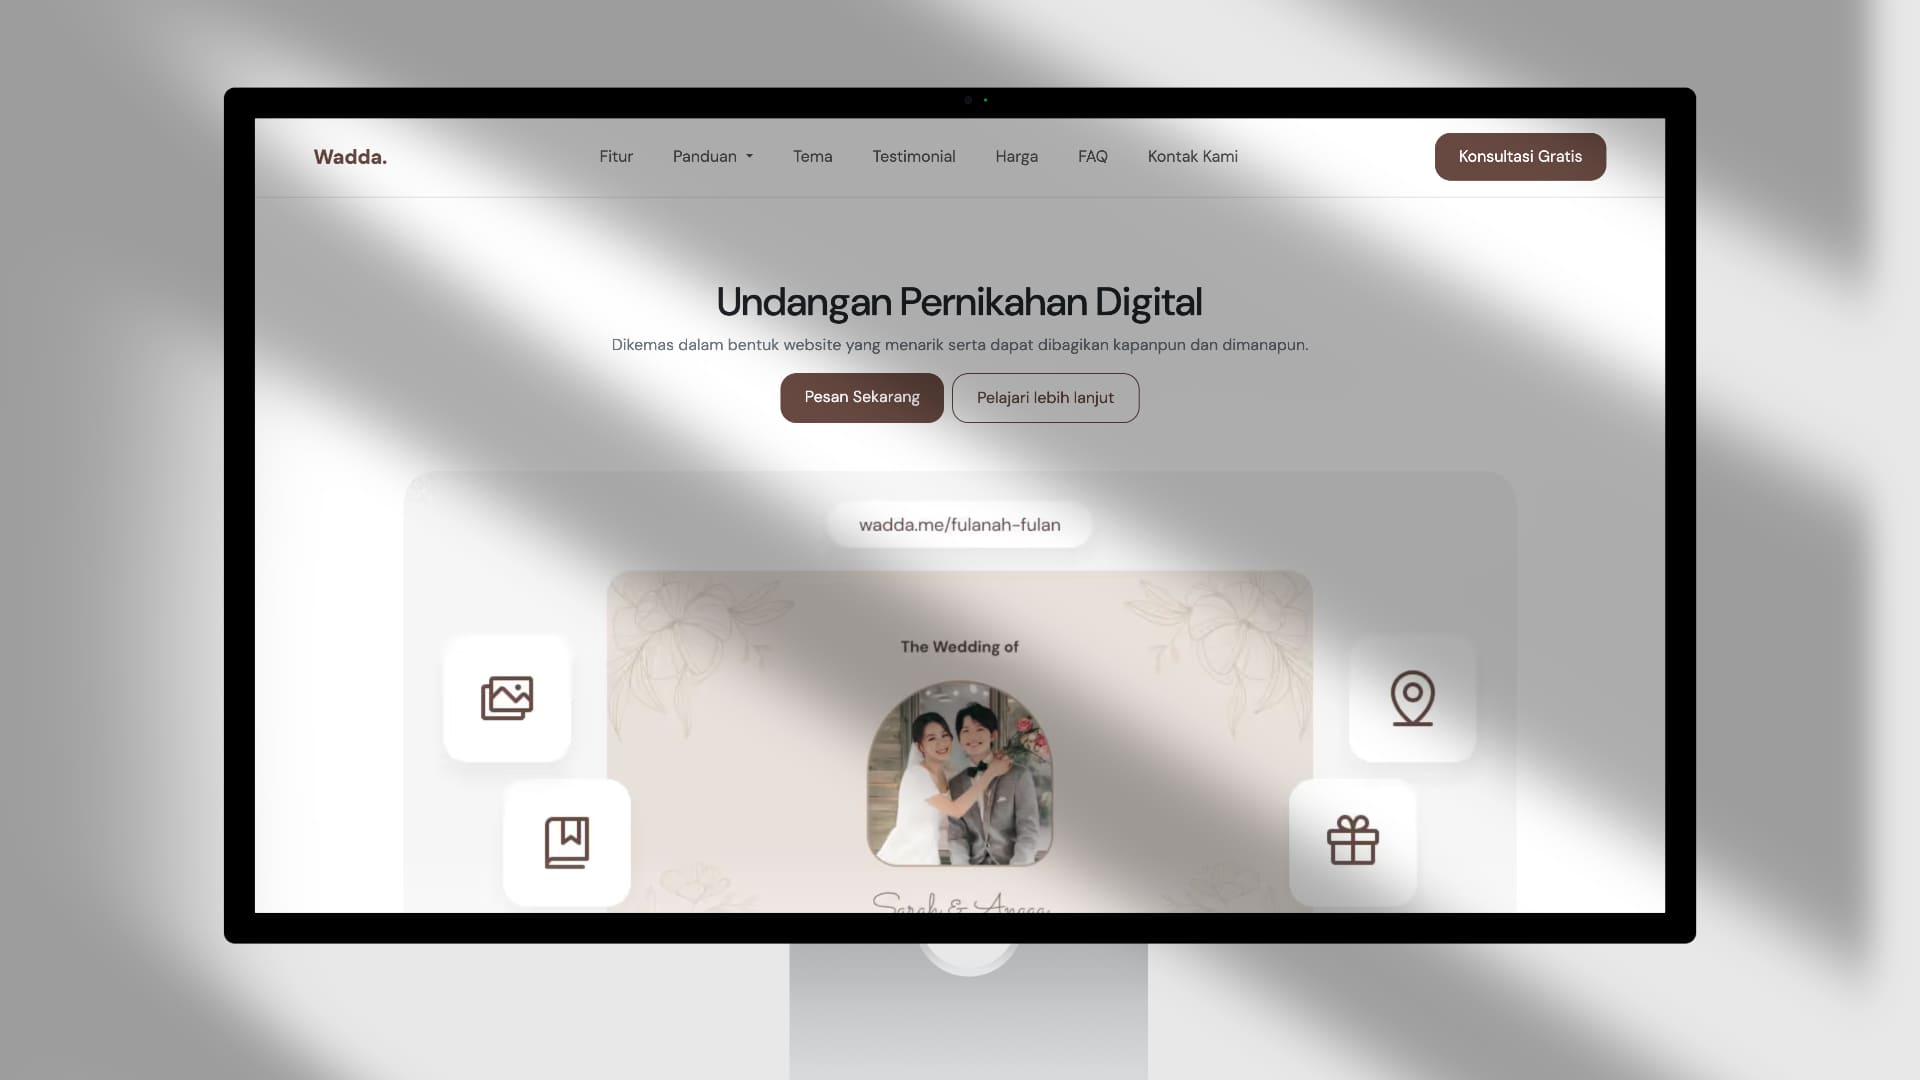 Wadda.
Fitur Panduan Tema Testimonial Harga FAQ Kontak Kami
Konsultasi Gratis
Undangan Pernikahan Digital
Dikemas dalam bentuk website yang menarik serta dapat dibagikan kapanpun dan dimanapun.
Pesan Sekarang Pelajari lebih lanjut
wadda.me/fulanah-fulan
The Wedding of
Sarah & Angga